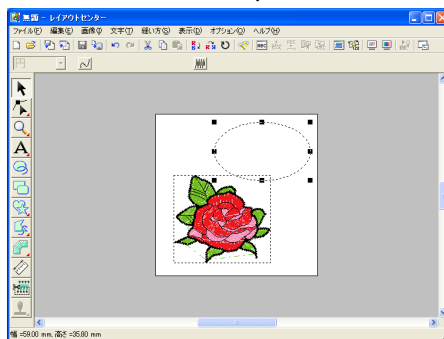 無題 - レイアウトセンター
ファイル(F) 編集(E) 画像(I) 文字(T) 縫い方(S) 表示(D) オプション(O) ヘルプ(H)
A
幅 =59.00 mm, 高さ =35.80 mm